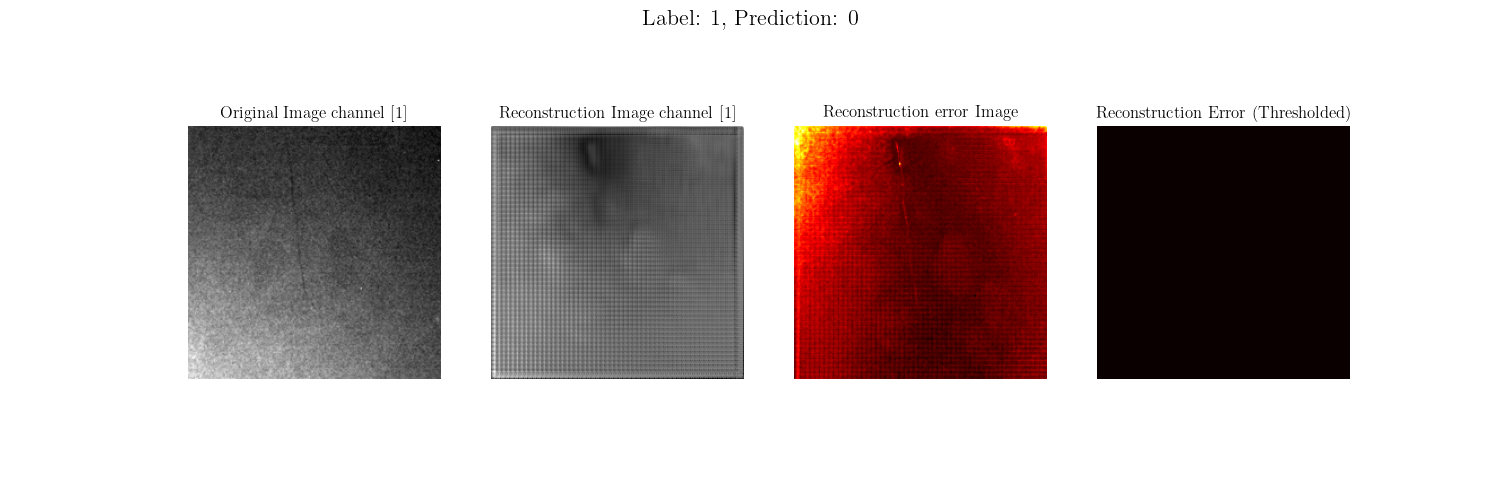 Label: 1, Prediction: 0
Original Image channel [1]
Reconstruction Image channel [1]
Reconstruction error Image
Reconstruction Error (Thresholded)